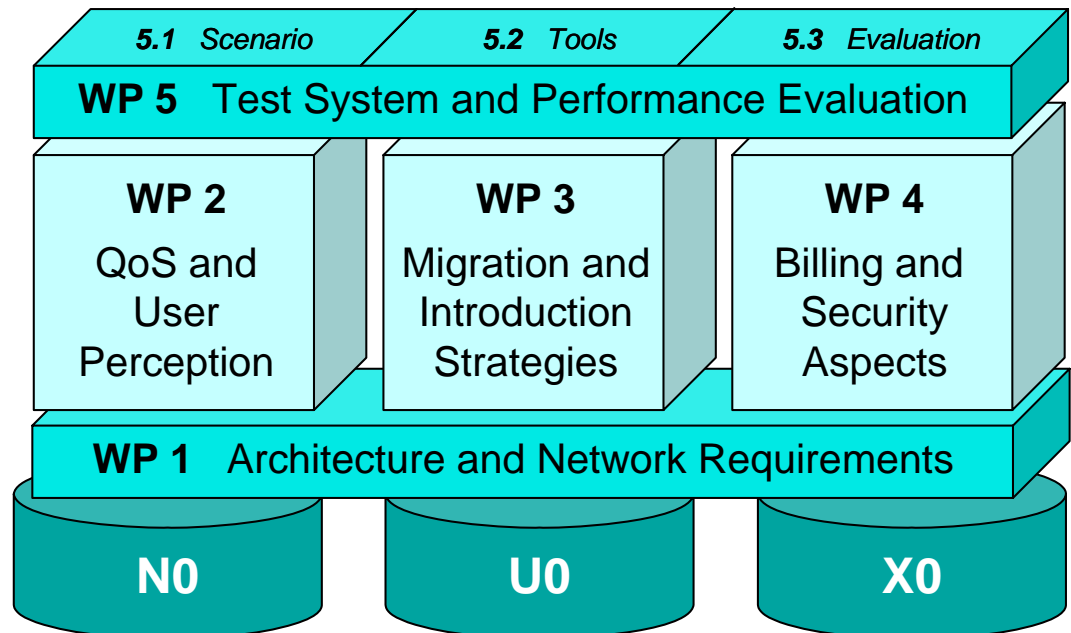 5.1 Scenario
5.2 Tools
5.3 Evaluation
WP 5 Test System and Performance Evaluation
WP 2
QoS and
User
Perception
WP 3
Migration and
Introduction
Strategies
WP 4
Billing and
Security
Aspects
WP 1 Architecture and Network Requirements
N0
U0
X0